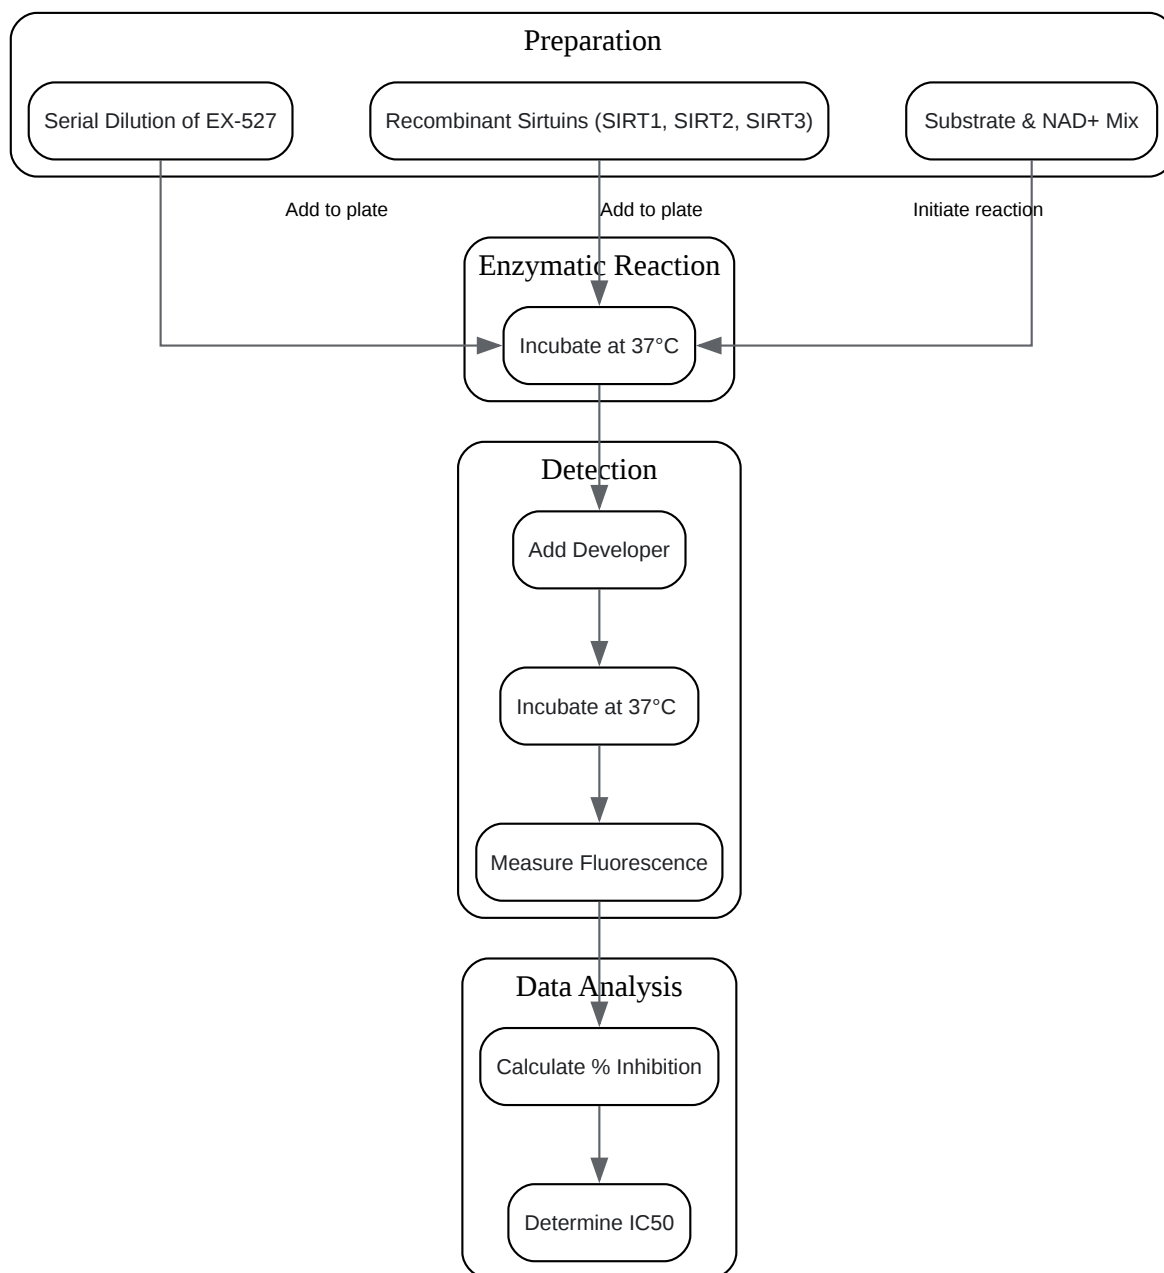 Preparation
Serial Dilution of EX-527
Recombinant Sirtuins (SIRT1, SIRT2, SIRT3)
Substrate & NAD+ Mix
Add to plate
Add to plate
Initiate reaction
Enzymatic Reaction
Incubate at 37°C
Detection
Add Developer
Incubate at 37°C
Measure Fluorescence
Data Analysis
Calculate % Inhibition
Determine IC50